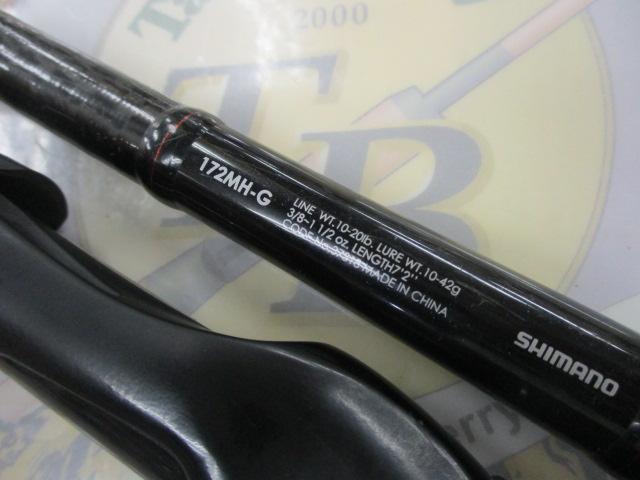 2000
TB
172MH-G
LINE WT.10-20lb. LURE WT.10-42g
3/8-1 1/2 oz. LENGTH7'2"
MADE IN CHINA
SHIMANO